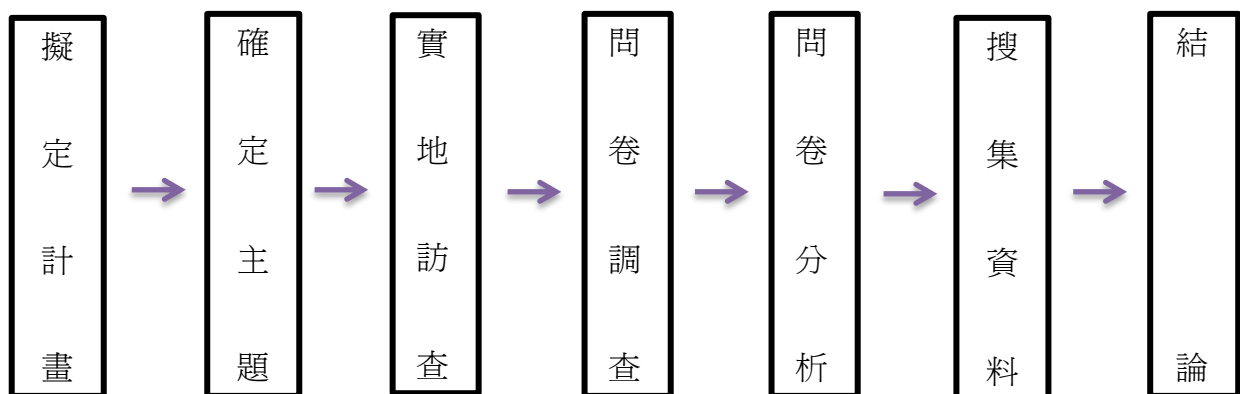 擬定計畫
確定主題
實地訪查
問卷調查
問卷分析
搜集資料
結論